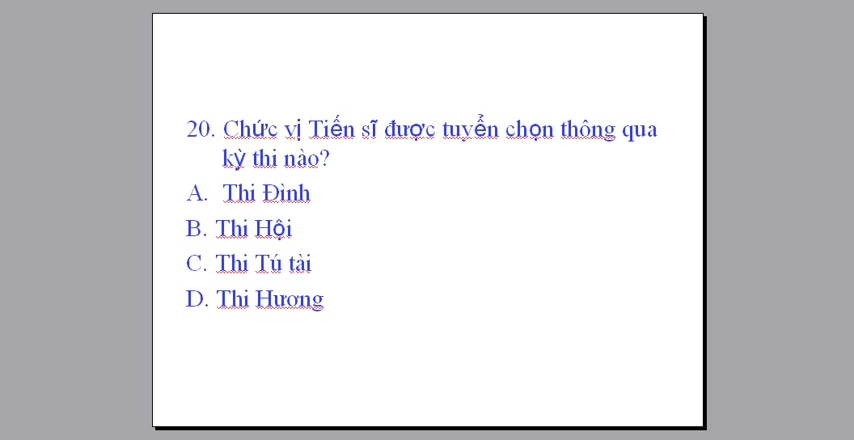 20. Chức vị Tiến sĩ được tuyển chọn thông qua
kỳ thi nào?
A. Thi Đình
B. Thi Hội
C. Thi Tú tài
D. Thi Hương